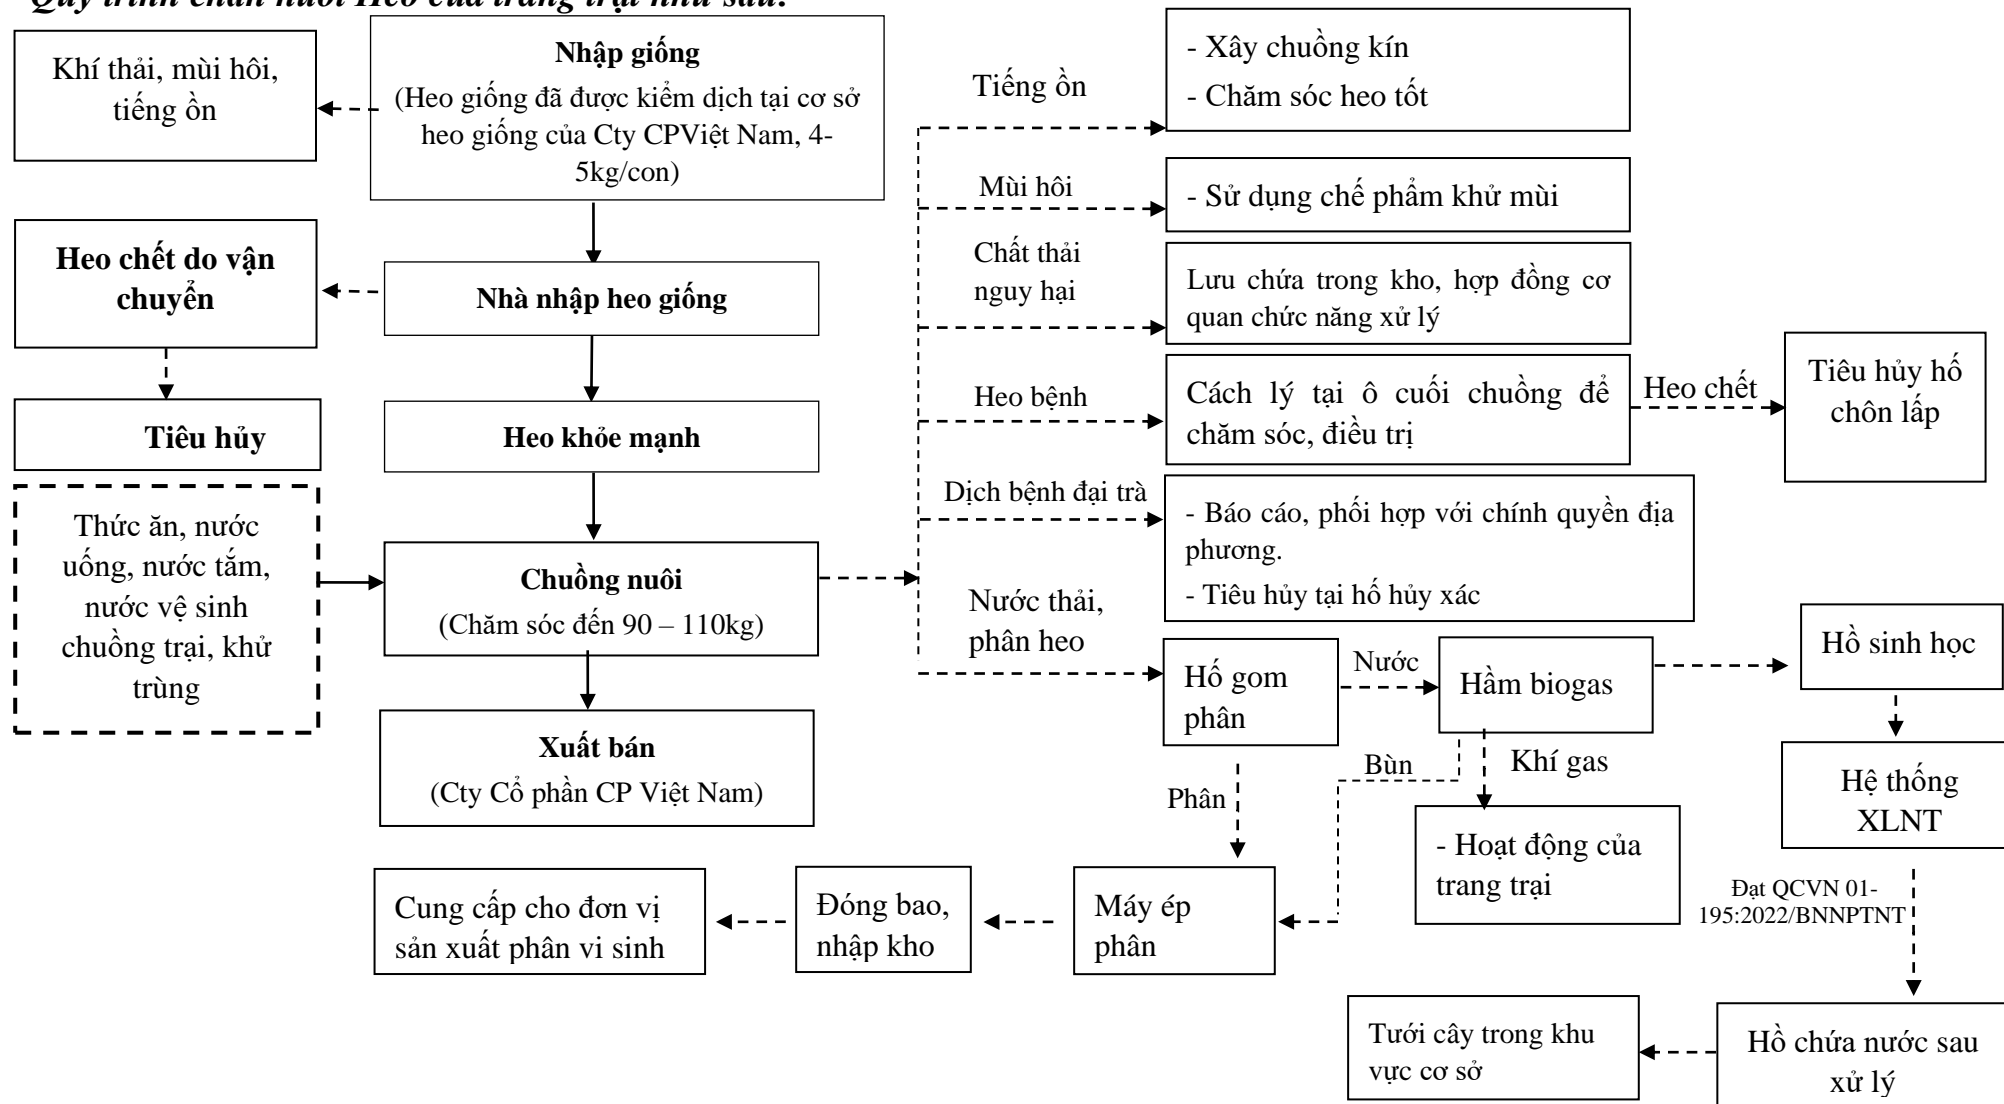 Quy trình chăn nuôi Heo của trang trại như sau:
Khí thải, mùi hôi,
tiếng ồn
Nhập giống
(Heo giống đã được kiểm dịch tại cơ sở
heo giống của Cty CPViệt Nam, 4-
5kg/con)
Heo chết do vận
chuyển
Nhà nhập heo giống
Tiêu hủy
Heo khỏe mạnh
Thức ăn, nước
uống, nước tắm,
nước vệ sinh
chuồng trại, khử
trùng
Chuồng nuôi
(Chăm sóc đến 90 – 110kg)
Xuất bán
(Cty Cổ phần CP Việt Nam)
Tiếng ồn
- Xây chuồng kín
- Chăm sóc heo tốt
Mùi hôi
- Sử dụng chế phẩm khử mùi
Chất thải
nguy hại
Lưu chứa trong kho, hợp đồng cơ
quan chức năng xử lý
Heo bệnh
Cách lý tại ô cuối chuồng để
chăm sóc, điều trị
Heo chết
Tiêu hủy hố
chôn lấp
Dịch bệnh đại trà
- Báo cáo, phối hợp với chính quyền địa
phương.
- Tiêu hủy tại hố hủy xác
Nước thải,
phân heo
Hố gom
phân
Nước
Hầm biogas
Hồ sinh học
Bùn
Khí gas
Phân
- Hoạt động của
trang trại
Hệ thống
XLNT
Đạt QCVN 01-
195:2022/BNNPTNT
Máy ép
phân
Đóng bao,
nhập kho
Cung cấp cho đơn vị
sản xuất phân vi sinh
Hồ chứa nước sau
xử lý
Tưới cây trong khu
vực cơ sở